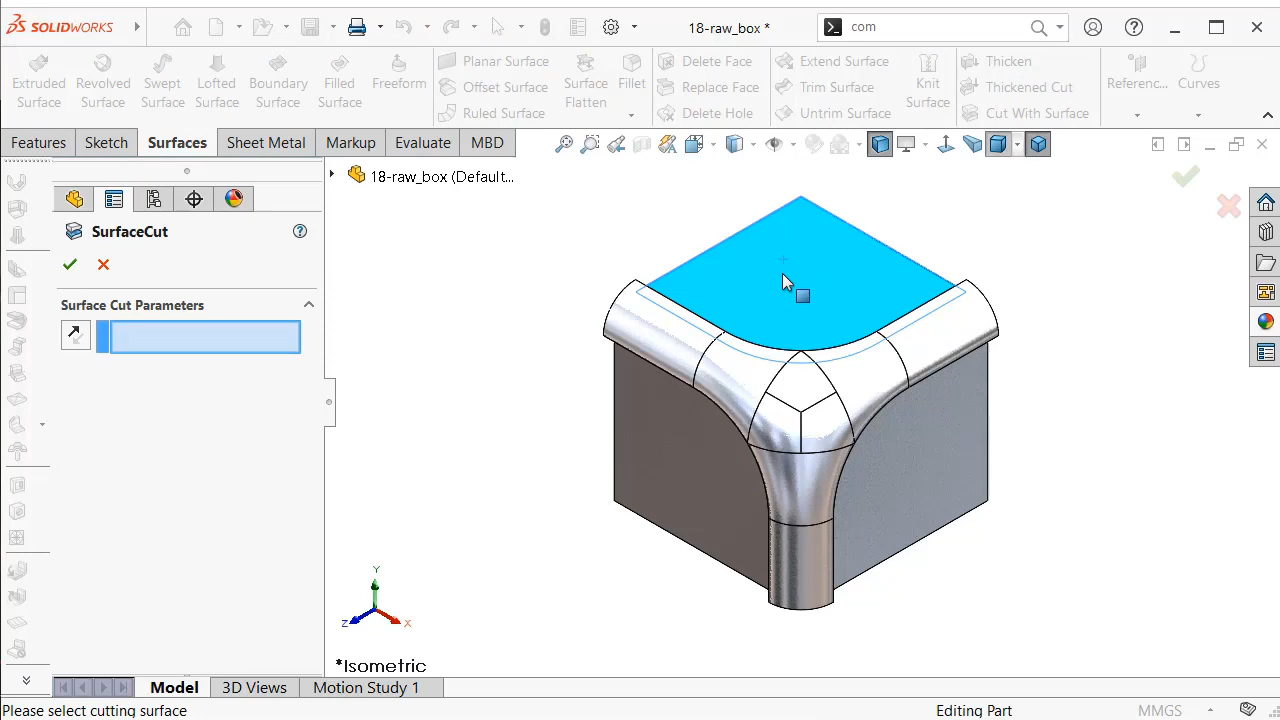 SOLIDWORKS
18-raw_box *
com
Extruded Surface
Revolved Surface
Swept Surface
Lofted Surface
Boundary Surface
Filled Surface
Freeform
Planar Surface
Offset Surface
Ruled Surface
Surface Flatten
Fillet
Delete Face
Replace Face
Delete Hole
Extend Surface
Trim Surface
Untrim Surface
Knit Surface
Thicken
Thickened Cut
Cut With Surface
Referenc...
Curves
Features
Sketch
Surfaces
Sheet Metal
Markup
Evaluate
MBD
18-raw_box (Default...
SurfaceCut
Surface Cut Parameters
Y
Z
X
*Isometric
Model
3D Views
Motion Study 1
Please select cutting surface
Editing Part
MMGS